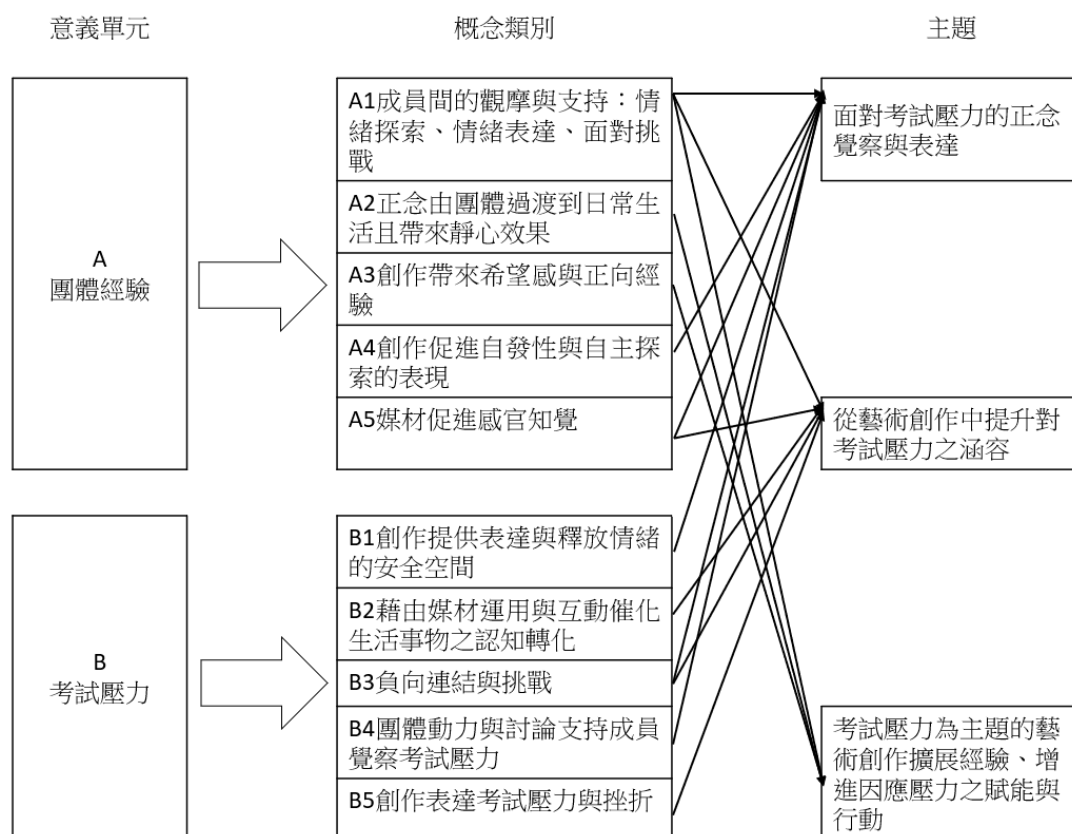 意義單元
概念類別
主題
A
團體經驗
A1成員間的觀摩與支持：情
緒探索、情緒表達、面對挑
戰
A2正念由團體過渡到日常生
活且帶來靜心效果
A3創作帶來希望感與正向經
驗
A4創作促進自發性與自主探
索的表現
A5媒材促進感官知覺
B
考試壓力
B1創作提供表達與釋放情緒
的安全空間
B2藉由媒材運用與互動催化
生活事物之認知轉化
B3負向連結與挑戰
B4團體動力與討論支持成員
覺察考試壓力
B5創作表達考試壓力與挫折
面對考試壓力的正念
覺察與表達
從藝術創作中提升對
考試壓力之涵容
考試壓力為主題的藝
術創作擴展經驗、增
進因應壓力之賦能與
行動